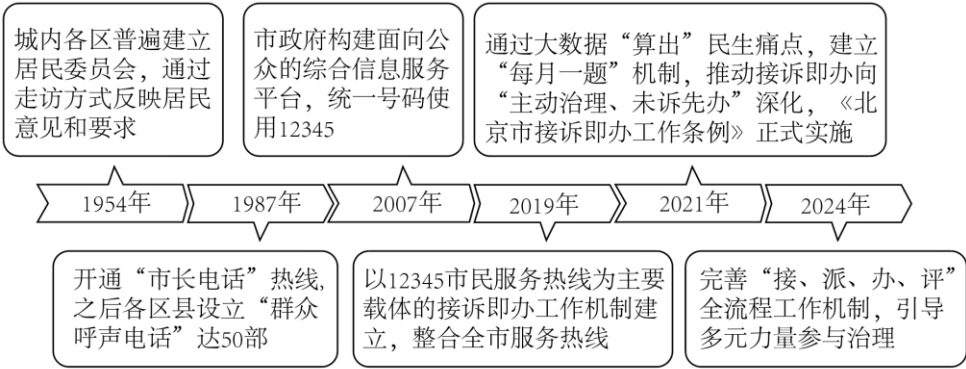 城内各区普遍建立
居民委员会，通过
走访方式反映居民
意见和要求
市政府构建面向公
众的综合信息服务
平台，统一号码使
用12345
通过大数据“算出”民生痛点，建立
“每月一题”机制，推动接诉即办向
“主动治理、未诉先办”深化，《北
京市接诉即办工作条例》正式实施
1954年
1987年
2007年
2019年
2021年
2024年
开通“市长电话”热线，
之后各区县设立“群众
呼声电话”达50部
以12345市民服务热线为主要
载体的接诉即办工作机制建
立，整合全市服务热线
完善“接、派、办、评”
全流程工作机制，引导
多元力量参与治理